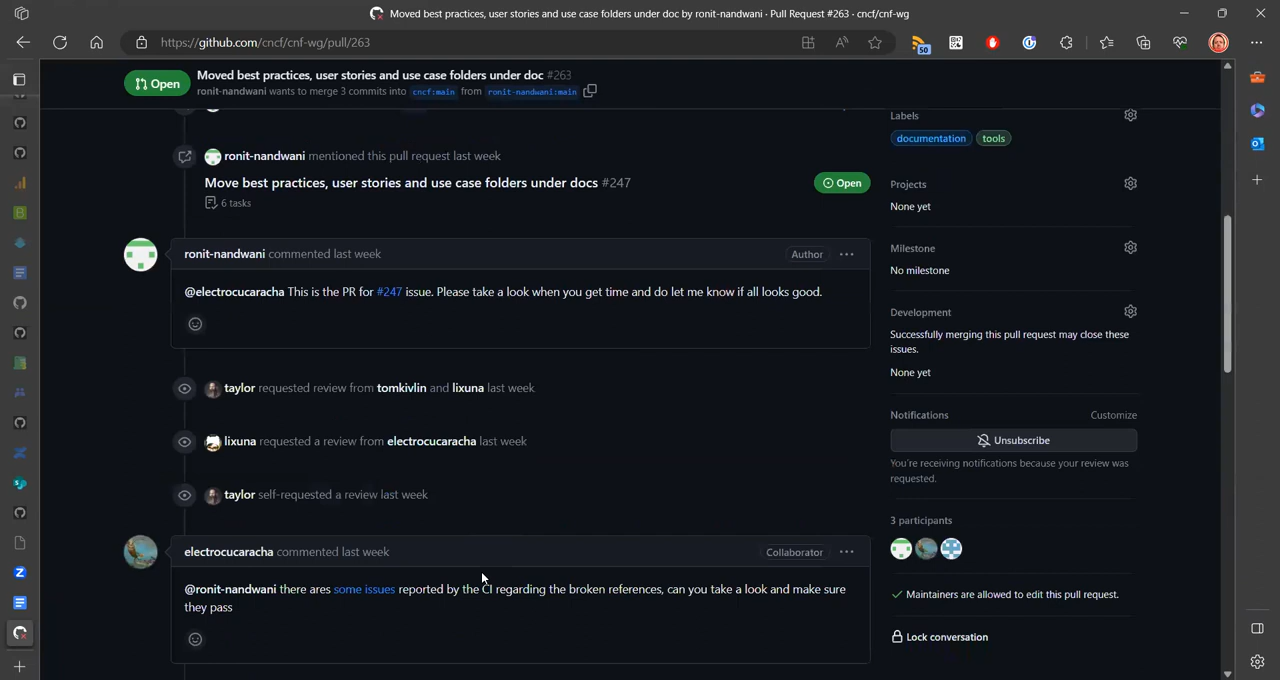 Moved best practices, user stories and use case folders under doc by ronit-nandwani · Pull Request #263 · cncf/cnf-wg
https://github.com/cncf/cnf-wg/pull/263
50
Open
Moved best practices, user stories and use case folders under doc #263
ronit-nandwani wants to merge 3 commits into cncf:main from ronit-nandwani:main
ronit-nandwani mentioned this pull request last week
Move best practices, user stories and use case folders under docs #247
Open
6 tasks
ronit-nandwani commented last week
Author
@electrocucaracha This is the PR for #247 issue. Please take a look when you get time and do let me know if all looks good.
taylor requested review from tomkivlin and lixuna last week
lixuna requested a review from electrocucaracha last week
taylor self-requested a review last week
electrocucaracha commented last week
Collaborator
@ronit-nandwani there ares some issues reported by the CI regarding the broken references, can you take a look and make sure
they pass
Labels
documentation tools
Projects
None yet
Milestone
No milestone
Development
Successfully merging this pull request may close these
issues.
None yet
Notifications Customize
Unsubscribe
You're receiving notifications because your review was
requested.
3 participants
Maintainers are allowed to edit this pull request.
Lock conversation